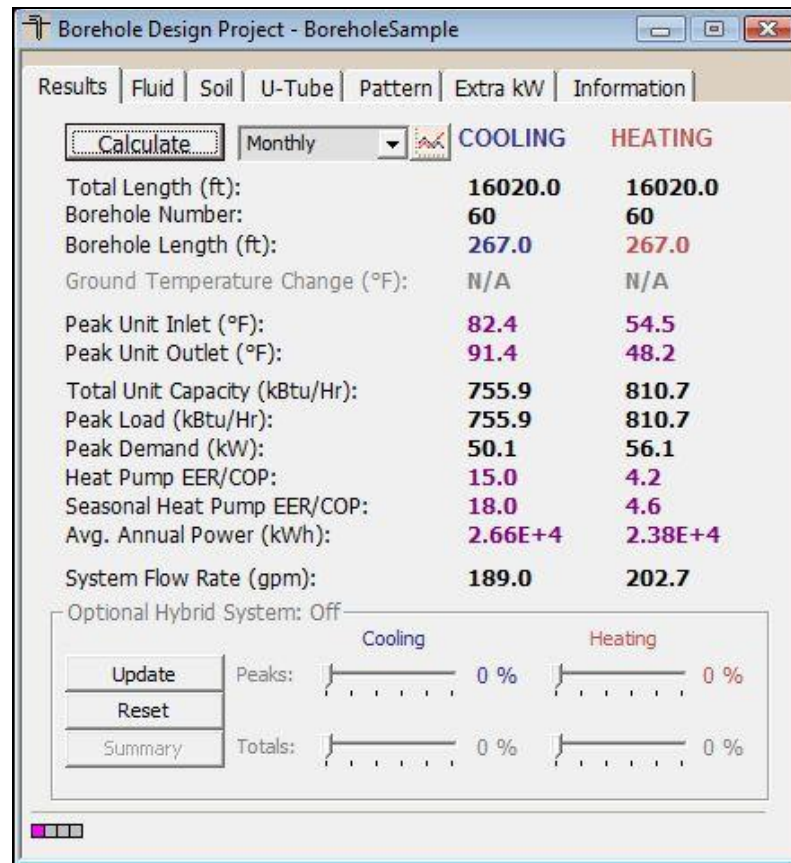 Borehole Design Project - BoreholeSample
Results Fluid Soil U-Tube Pattern Extra kW Information
Calculate Monthly COOLING HEATING
Total Length (ft): 16020.0 16020.0
Borehole Number: 60 60
Borehole Length (ft): 267.0 267.0
Ground Temperature Change (°F): N/A N/A
Peak Unit Inlet (°F): 82.4 54.5
Peak Unit Outlet (°F): 91.4 48.2
Total Unit Capacity (kBtu/Hr): 755.9 810.7
Peak Load (kBtu/Hr): 755.9 810.7
Peak Demand (kW): 50.1 56.1
Heat Pump EER/COP: 15.0 4.2
Seasonal Heat Pump EER/COP: 18.0 4.6
Avg. Annual Power (kWh): 2.66E+4 2.38E+4
System Flow Rate (gpm): 189.0 202.7
Optional Hybrid System: Off
Cooling Heating
Update Peaks: 0 % 0 %
Reset
Summary Totals: 0 % 0 %